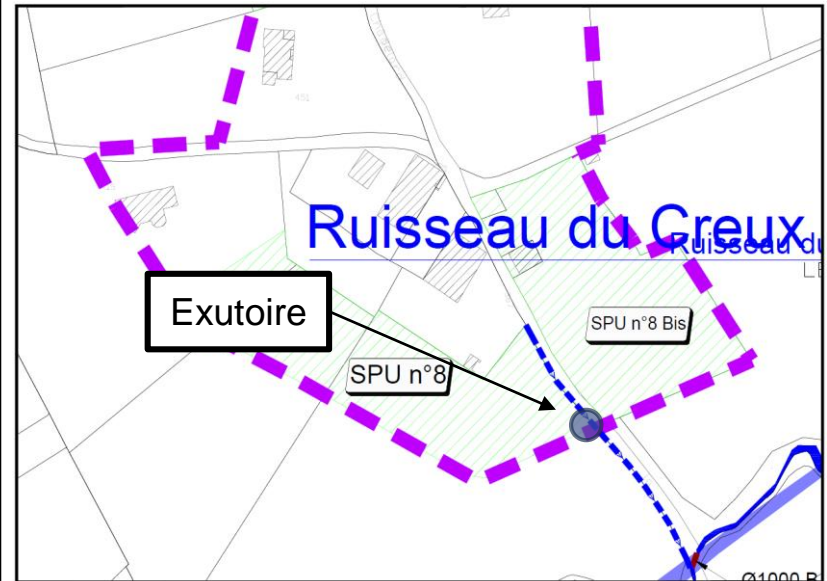 Ruisseau du Creux
Ruisseau du
Exutoire
SPU n°8 Bis
SPU n°8
Ø1000 B